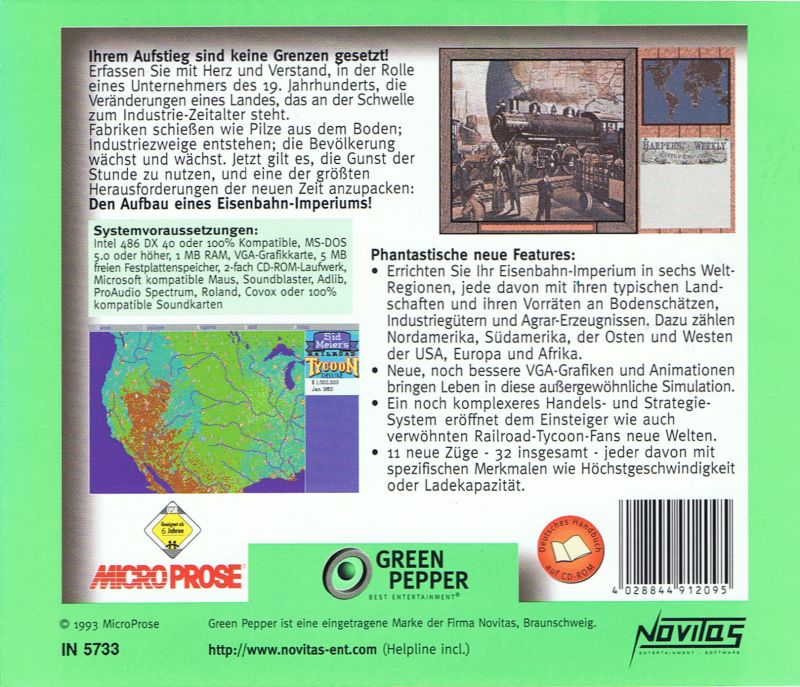 Ihrem Aufstieg sind keine Grenzen gesetzt!
Erfassen Sie mit Herz und Verstand, in der Rolle
eines Unternehmers des 19. Jahrhunderts, die
Veränderungen eines Landes, das an der Schwelle
zum Industrie-Zeitalter steht.
Fabriken schießen wie Pilze aus dem Boden;
Industriezweige entstehen; die Bevölkerung
wächst und wächst. Jetzt gilt es, die Gunst der
Stunde zu nutzen, und eine der größten
Herausforderungen der neuen Zeit anzupacken:
Den Aufbau eines Eisenbahn-Imperiums!
HARPER'S WEEKLY
Systemvoraussetzungen:
Intel 486 DX 40 oder 100% Kompatible, MS-DOS
5.0 oder höher, 1 MB RAM, VGA-Grafikkarte, 5 MB
freien Festplattenspeicher, 2-fach CD-ROM-Laufwerk,
Microsoft kompatible Maus, Soundblaster, Adlib,
ProAudio Spectrum, Roland, Covox oder 100%
kompatible Soundkarten
Sid
Meier's
RAILROAD
TYCOON
DELUXE
$ 1,000,000
Jan 1850
Phantastische neue Features:
• Errichten Sie Ihr Eisenbahn-Imperium in sechs Welt-
Regionen, jede davon mit ihren typischen Land-
schaften und ihren Vorräten an Bodenschätzen,
Industriegütern und Agrar-Erzeugnissen. Dazu zählen
Nordamerika, Südamerika, der Osten und Westen
der USA, Europa und Afrika.
• Neue, noch bessere VGA-Grafiken und Animationen
bringen Leben in diese außergewöhnliche Simulation.
• Ein noch komplexeres Handels- und Strategie-
System eröffnet dem Einsteiger wie auch
verwöhnten Railroad-Tycoon-Fans neue Welten.
• 11 neue Züge - 32 insgesamt - jeder davon mit
spezifischen Merkmalen wie Höchstgeschwindigkeit
oder Ladekapazität.
USK
Geeignet ab
6 Jahren
MICROPROSE
GREEN
PEPPER
BEST ENTERTAINMENT®
Deutsches Handbuch
auf CD-ROM
4 028844 912095
© 1993 MicroProse
Green Pepper ist eine eingetragene Marke der Firma Novitas, Braunschweig.
IN 5733
http://www.novitas-ent.com (Helpline incl.)
NOVITAS
ENTERTAINMENT - SOFTWARE